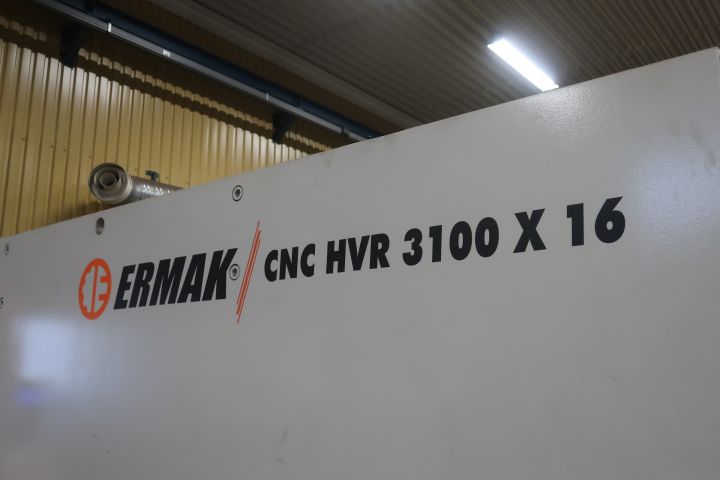 ERMAK CNC HVR 3100 X 16